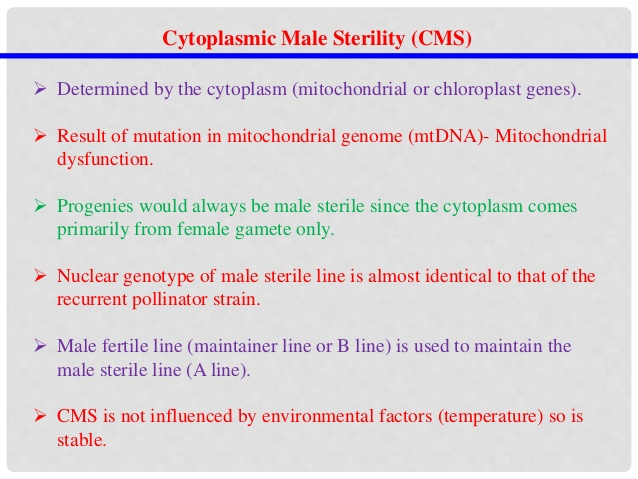 Cytoplasmic Male Sterility (CMS)
➢ Determined by the cytoplasm (mitochondrial or chloroplast genes).
➢ Result of mutation in mitochondrial genome (mtDNA)- Mitochondrial
dysfunction.
➢ Progenies would always be male sterile since the cytoplasm comes
primarily from female gamete only.
➢ Nuclear genotype of male sterile line is almost identical to that of the
recurrent pollinator strain.
➢ Male fertile line (maintainer line or B line) is used to maintain the
male sterile line (A line).
➢ CMS is not influenced by environmental factors (temperature) so is
stable.